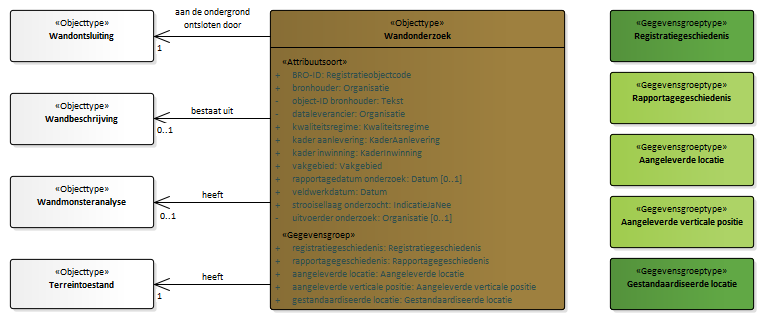 «Objecttype»
Wandontsluiting
aan de ondergrond
ontsloten door
1
«Objecttype»
Wandbeschrijving
bestaat uit
0..1
«Objecttype»
Wandmonsteranalyse
heeft
0..1
«Objecttype»
Terreintoestand
heeft
1
«Objecttype»
Wandonderzoek
«Attribuutsoort»
+ BRO-ID: Registratieobjectcode
+ bronhouder: Organisatie
- object-ID bronhouder: Tekst
- dataleverancier: Organisatie
+ kwaliteitsregime: Kwaliteitsregime
+ kader aanlevering: KaderAanlevering
+ kader inwinning: KaderInwinning
+ vakgebied: Vakgebied
+ rapportagedatum onderzoek: Datum [0..1]
+ veldwerkdatum: Datum
+ strooisellaag onderzocht: IndicatieJaNee
- uitvoerder onderzoek: Organisatie [0..1]
«Gegevensgroep»
+ registratiegeschiedenis: Registratiegeschiedenis
+ rapportagegeschiedenis: Rapportagegeschiedenis
+ aangeleverde locatie: Aangeleverde locatie
+ aangeleverde verticale positie: Aangeleverde verticale positie
+ gestandaardiseerde locatie: Gestandaardiseerde locatie
«Gegevensgroeptype»
Registratiegeschiedenis
«Gegevensgroeptype»
Rapportagegeschiedenis
«Gegevensgroeptype»
Aangeleverde locatie
«Gegevensgroeptype»
Aangeleverde verticale positie
«Gegevensgroeptype»
Gestandaardiseerde locatie